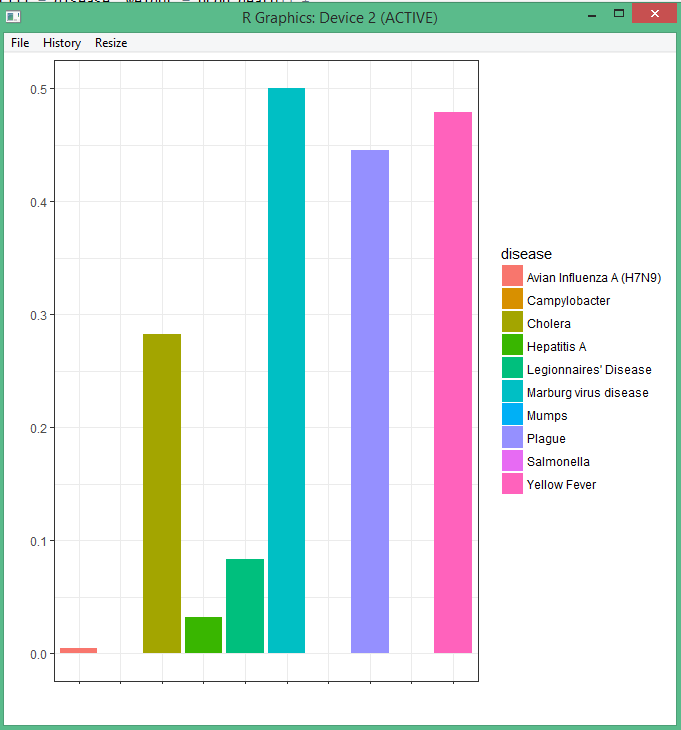 R Graphics: Device 2 (ACTIVE)
File History Resize
0.5
0.4
0.3
0.2
0.1
0.0
disease
Avian Influenza A (H7N9)
Campylobacter
Cholera
Hepatitis A
Legionnaires' Disease
Marburg virus disease
Mumps
Plague
Salmonella
Yellow Fever